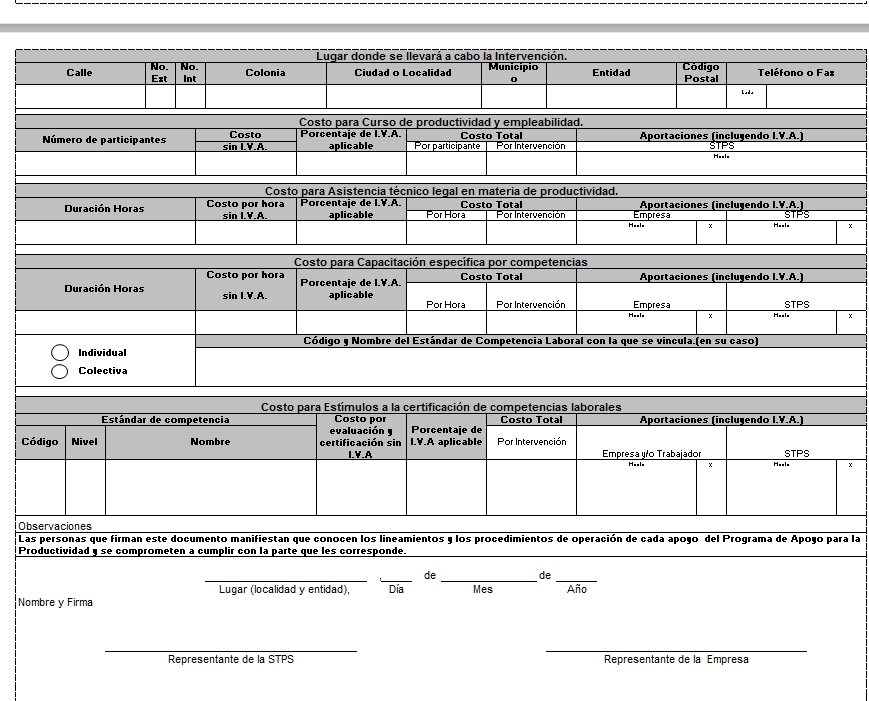 Lugar donde se llevará a cabo la Intervención.
Calle No. Ext No. Int Colonia Ciudad o Localidad Municipio o Entidad Código Postal Teléfono o Fax
Lada
Costo para Curso de productividad y empleabilidad.
Número de participantes Costo sin I.V.A. Porcentaje de I.V.A. aplicable Costo Total Aportaciones (incluyendo I.V.A.)
Por participante Por Intervención STPS
Monto
Costo para Asistencia técnico legal en materia de productividad.
Duración Horas Costo por hora sin I.V.A. Porcentaje de I.V.A. aplicable Costo Total Aportaciones (incluyendo I.V.A.)
Por Hora Por Intervención Empresa STPS
Monto % Monto %
Costo para Capacitación específica por competencias
Duración Horas Costo por hora sin I.V.A. Porcentaje de I.V.A. aplicable Costo Total Aportaciones (incluyendo I.V.A.)
Por Hora Por Intervención Empresa STPS
Monto % Monto %
Individual
Colectiva
Código y Nombre del Estándar de Competencia Laboral con la que se vincula.(en su caso)
Costo para Estímulos a la certificación de competencias laborales
Estándar de competencia Costo por evaluación y certificación sin I.V.A Porcentaje de I.V.A aplicable Costo Total Aportaciones (incluyendo I.V.A.)
Código Nivel Nombre Por Intervención Empresa y/o Trabajador STPS
Monto % Monto %
Observaciones
Las personas que firman este documento manifiestan que conocen los lineamientos y los procedimientos de operación de cada apoyo del Programa de Apoyo para la
Productividad y se comprometen a cumplir con la parte que les corresponde.
, de de
Lugar (localidad y entidad), Día Mes Año
Nombre y Firma
Representante de la STPS Representante de la Empresa